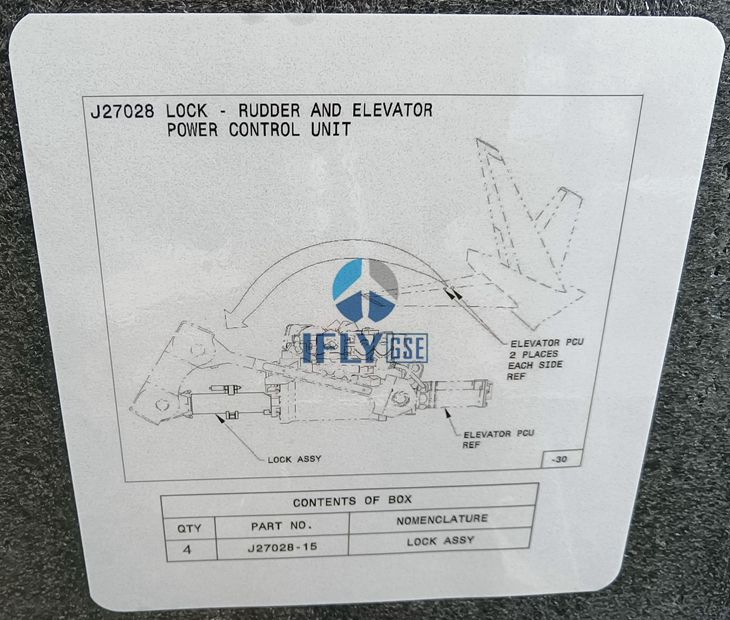 J27028 LOCK - RUDDER AND ELEVATOR
POWER CONTROL UNIT
IFLY GSE
ELEVATOR PCU
2 PLACES
EACH SIDE
REF
ELEVATOR PCU
REF
LOCK ASSY
-30
CONTENTS OF BOX
QTY PART NO. NOMENCLATURE
4 J27028-15 LOCK ASSY